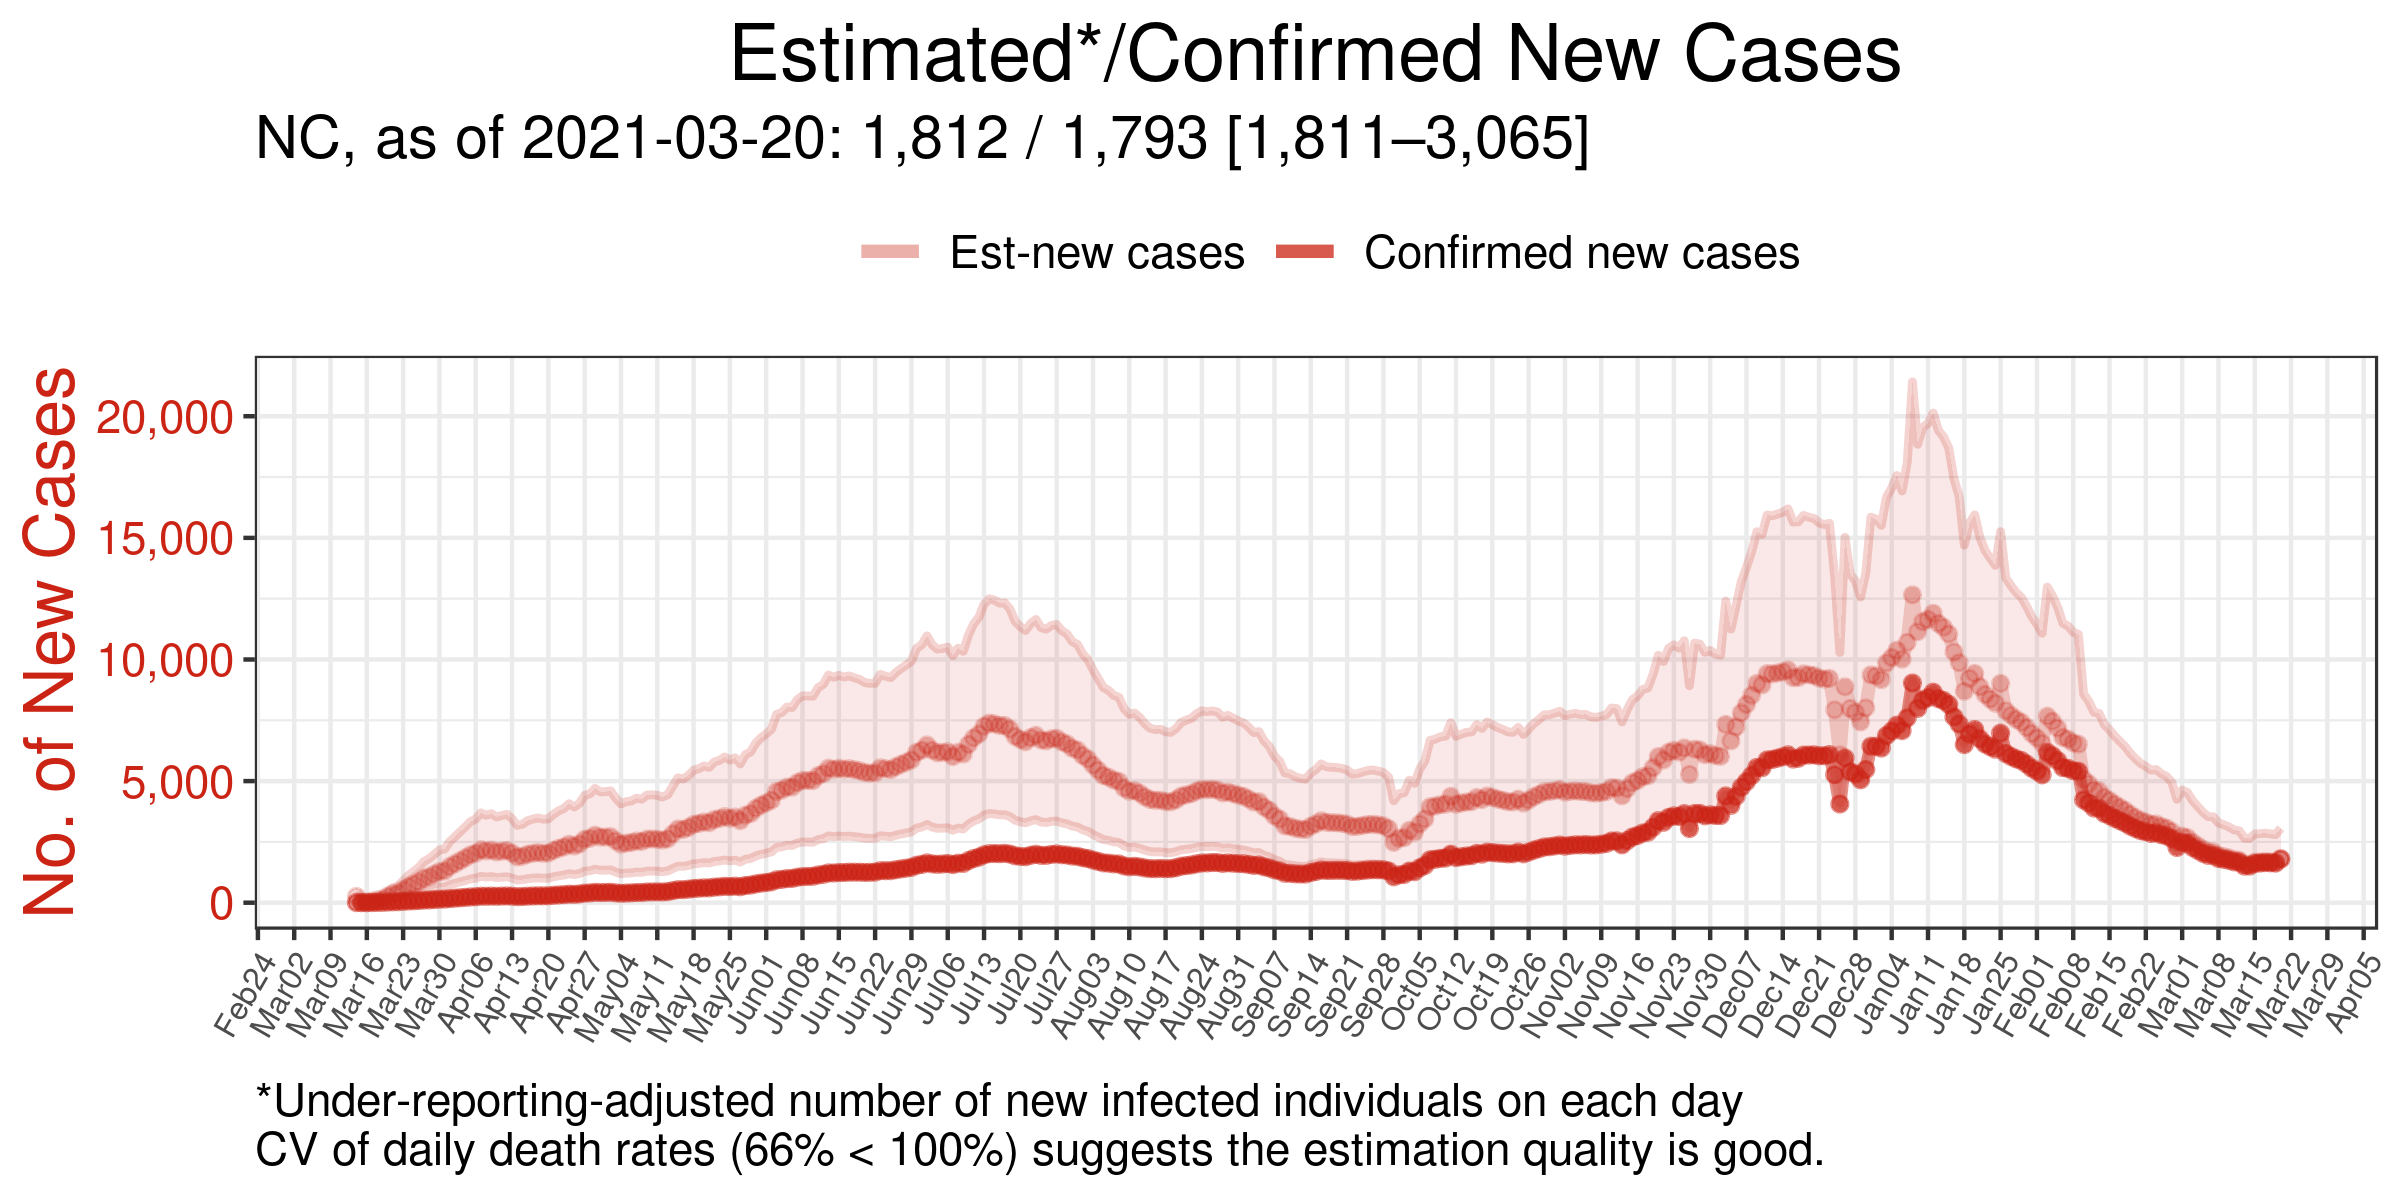 Estimated*/Confirmed New Cases
NC, as of 2021-03-20: 1,812 / 1,793 [1,811–3,065]
Est-new cases
Confirmed new cases
No. of New Cases
20,000
15,000
10,000
5,000
0
Feb24
Mar02
Mar09
Mar16
Mar23
Mar30
Apr06
Apr13
Apr20
Apr27
May04
May11
May18
May25
Jun01
Jun08
Jun15
Jun22
Jun29
Jul06
Jul13
Jul20
Jul27
Aug03
Aug10
Aug17
Aug24
Aug31
Sep07
Sep14
Sep21
Sep28
Oct05
Oct12
Oct19
Oct26
Nov02
Nov09
Nov16
Nov23
Nov30
Dec07
Dec14
Dec21
Dec28
Jan04
Jan11
Jan18
Jan25
Feb01
Feb08
Feb15
Feb22
Mar01
Mar08
Mar15
Mar22
Mar29
Apr05
*Under-reporting-adjusted number of new infected individuals on each day
CV of daily death rates (66% < 100%) suggests the estimation quality is good.